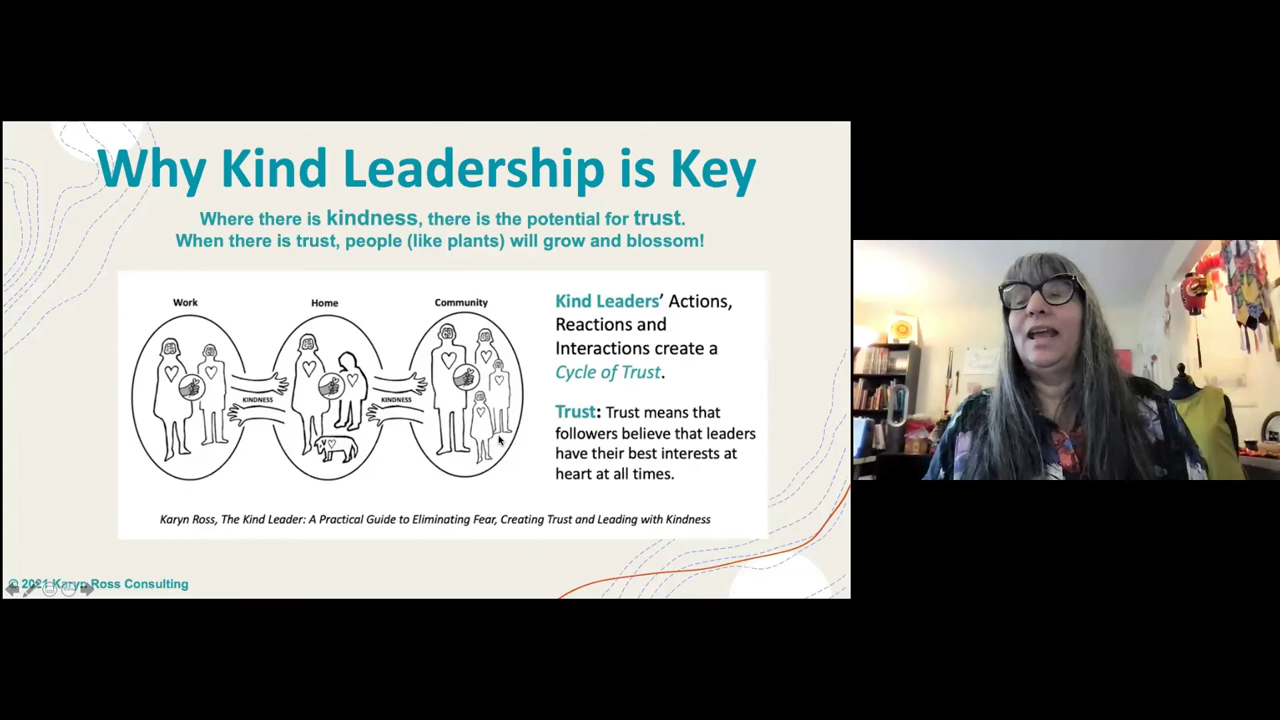 Why Kind Leadership is Key
Where there is kindness, there is the potential for trust.
When there is trust, people (like plants) will grow and blossom!
Work
Home
Community
KINDNESS
KINDNESS
Kind Leaders' Actions,
Reactions and
Interactions create a
Cycle of Trust.
Trust: Trust means that
followers believe that leaders
have their best interests at
heart at all times.
Karyn Ross, The Kind Leader: A Practical Guide to Eliminating Fear, Creating Trust and Leading with Kindness
© 2021 Karyn Ross Consulting